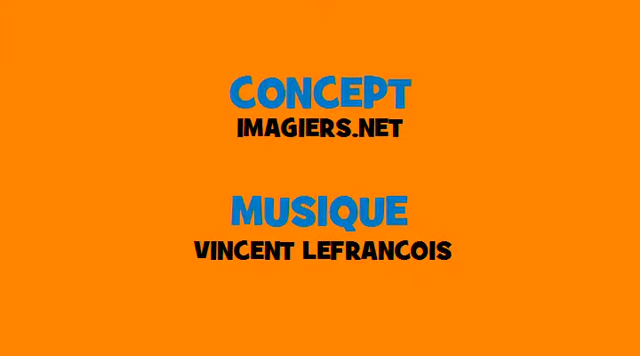 CONCEPT
IMAGIERS.NET
MUSIQUE
VINCENT LEFRANCOIS